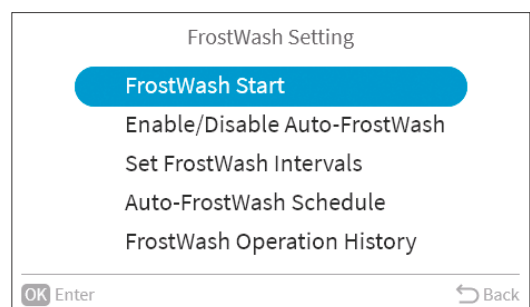 FrostWash Setting
FrostWash Start
Enable/Disable Auto-FrostWash
Set FrostWash Intervals
Auto-FrostWash Schedule
FrostWash Operation History
OK Enter
Back